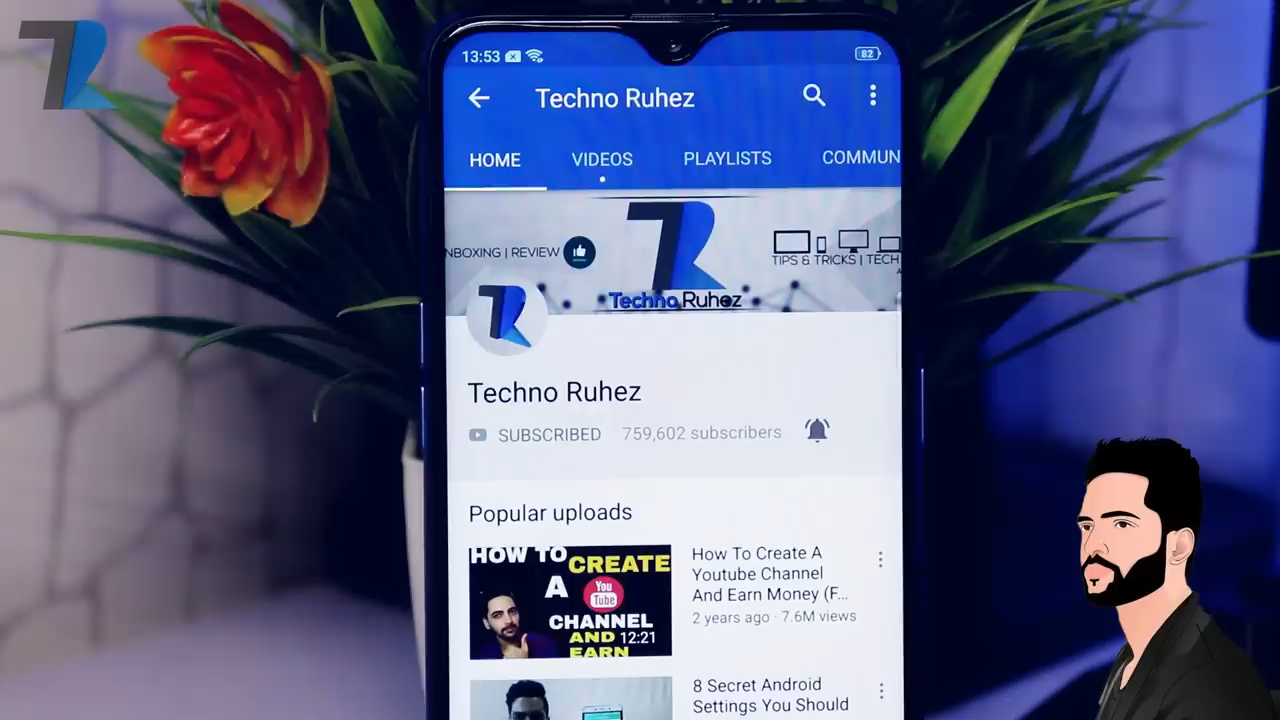 13:53
82
Techno Ruhez
HOME VIDEOS PLAYLISTS COMMUN
NBOXING | REVIEW
TIPS & TRICKS | TECH
Techno Ruhez
Techno Ruhez
SUBSCRIBED 759,602 subscribers
Popular uploads
HOW TO CREATE
A You Tube
CHANNEL
AND 12:21
EARN
How To Create A
Youtube Channel
And Earn Money (F...
2 years ago · 7.6M views
8 Secret Android
Settings You Should